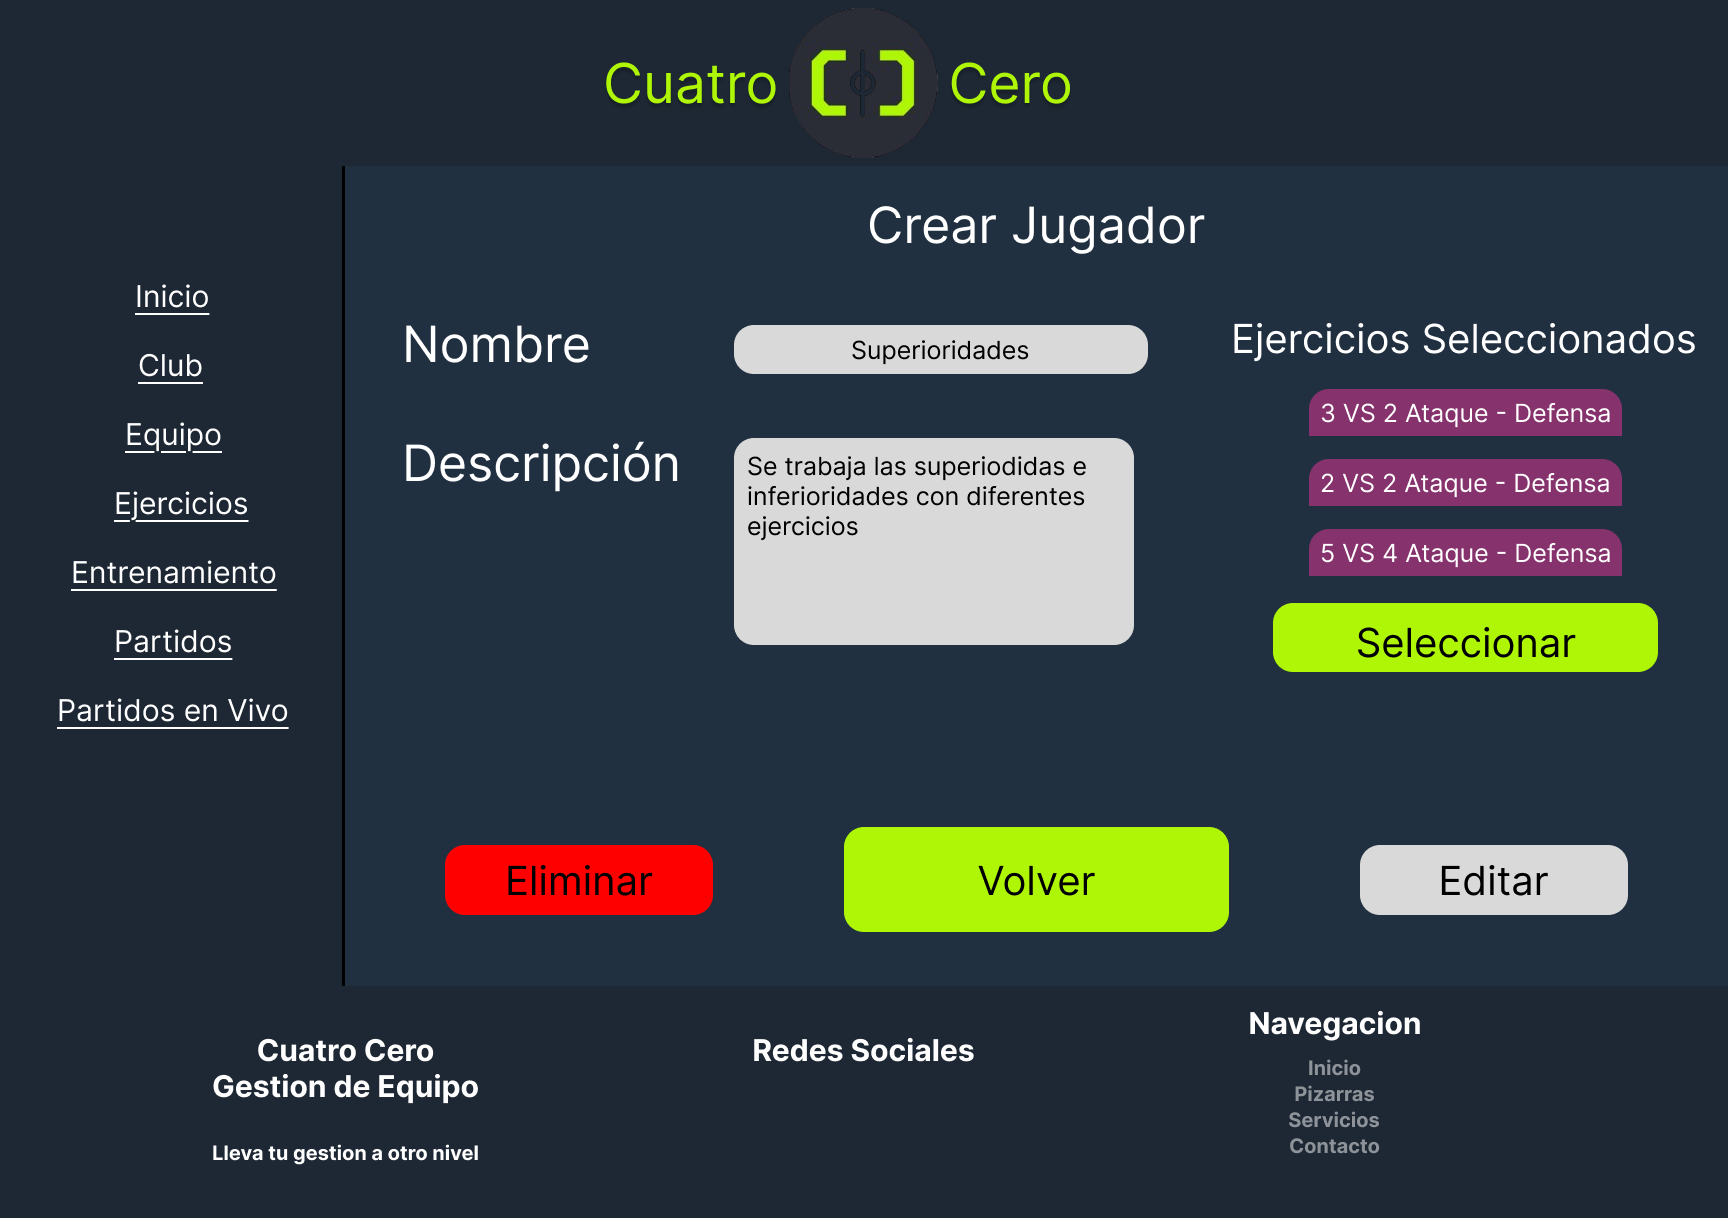 Cuatro Cero
Inicio
Club
Equipo
Ejercicios
Entrenamiento
Partidos
Partidos en Vivo
Crear Jugador
Nombre
Superioridades
Descripción
Se trabaja las superiodidas e
inferioridades con diferentes
ejercicios
Ejercicios Seleccionados
3 VS 2 Ataque - Defensa
2 VS 2 Ataque - Defensa
5 VS 4 Ataque - Defensa
Seleccionar
Eliminar
Volver
Editar
Cuatro Cero
Gestion de Equipo
Lleva tu gestion a otro nivel
Redes Sociales
Navegacion
Inicio
Pizarras
Servicios
Contacto